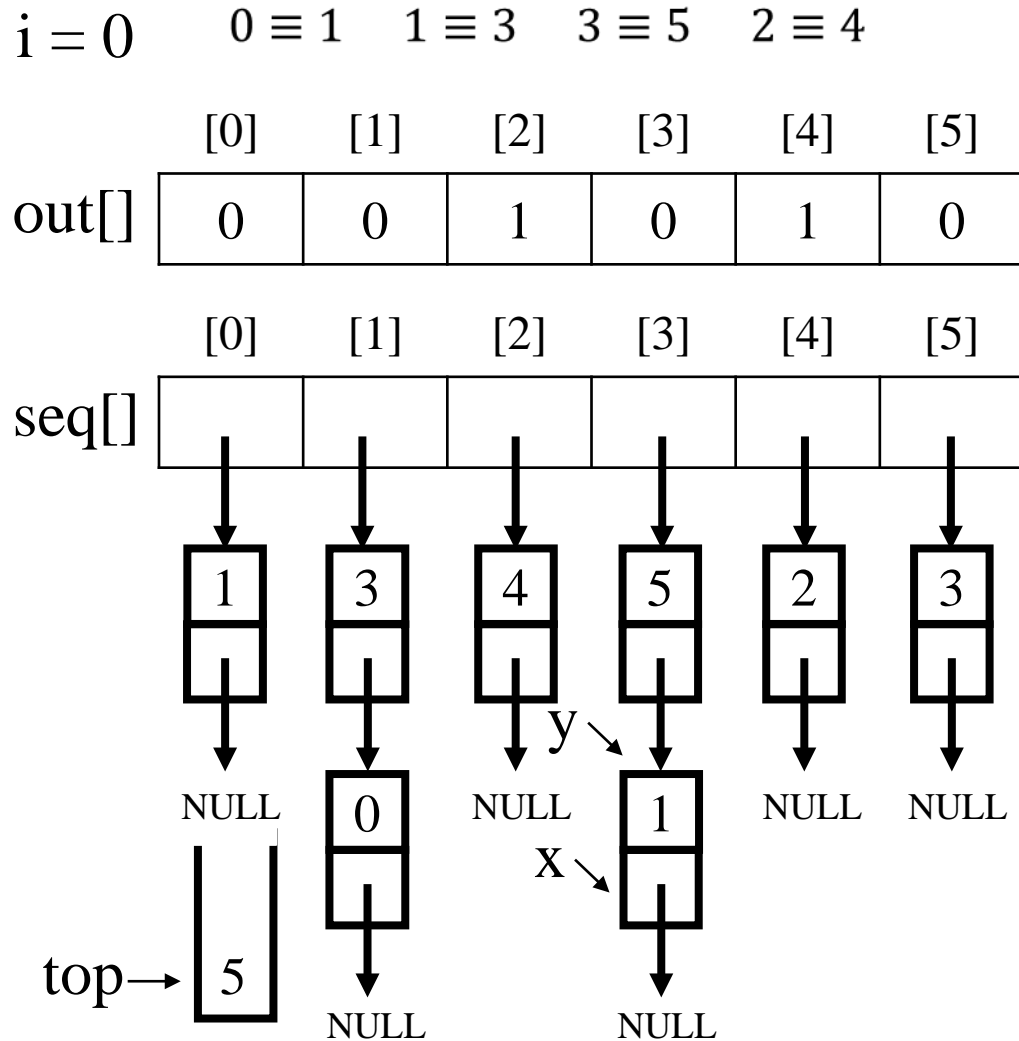 i = 0 0 ≡ 1 1 ≡ 3 3 ≡ 5 2 ≡ 4
[0] [1] [2] [3] [4] [5]
out[] 0 0 1 0 1 0
[0] [1] [2] [3] [4] [5]
seq[]
1 3 4 5 2 3
y
NULL 0 NULL 1 NULL NULL
x
top 5
NULL NULL